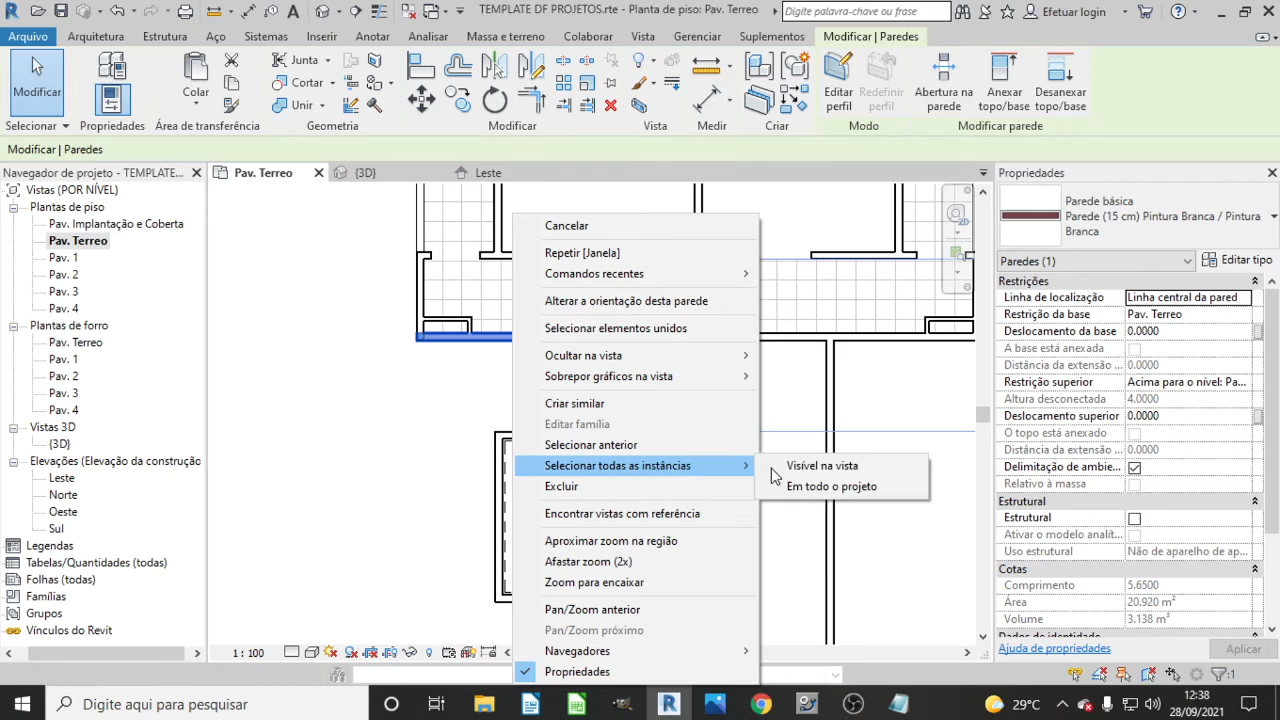 TEMPLATE DF PROJETOS.rte - Planta de piso: Pav. Terreo
Digite palavra-chave ou frase
Efetuar login
Arquivo Arquitetura Estrutura Aço Sistemas Inserir Anotar Analisar Massa e terreno Colaborar Vista Gerenciar Suplementos Modificar | Paredes
Modificar
Colar
Junta
Cortar
Unir
Editar perfil
Redefinir perfil
Abertura na parede
Anexar topo/base
Desanexar topo/base
Selecionar Propriedades Área de transferência Geometria Modificar Vista Medir Criar Modo Modificar parede
Modificar | Paredes
Navegador de projeto - TEMPLATE...
Vistas (POR NÍVEL)
Plantas de piso
Pav. Implantação e Coberta
Pav. Terreo
Pav. 1
Pav. 2
Pav. 3
Pav. 4
Plantas de forro
Pav. Terreo
Pav. 1
Pav. 2
Pav. 3
Pav. 4
Vistas 3D
{3D}
Elevações (Elevação da construção
Leste
Norte
Oeste
Sul
Legendas
Tabelas/Quantidades (todas)
Folhas (todas)
Famílias
Grupos
Vínculos do Revit
Pav. Terreo
{3D}
Leste
2D
Cancelar
Repetir [Janela]
Comandos recentes
Alterar a orientação desta parede
Selecionar elementos unidos
Ocultar na vista
Sobrepor gráficos na vista
Criar similar
Editar família
Selecionar anterior
Selecionar todas as instâncias
Visível na vista
Em todo o projeto
Excluir
Encontrar vistas com referência
Aproximar zoom na região
Afastar zoom (2x)
Zoom para encaixar
Pan/Zoom anterior
Pan/Zoom próximo
Navegadores
Propriedades
1 : 100
Propriedades
Parede básica
Parede (15 cm) Pintura Branca / Pintura
Branca
Paredes (1)
Editar tipo
Restrições
Linha de localização Linha central da pared
Restrição da base Pav. Terreo
Deslocamento da base 0.0000
A base está anexada
Distância da extensão ... 0.0000
Restrição superior Acima para o nível: Pa...
Altura desconectada 4.0000
Deslocamento superior 0.0000
O topo está anexado
Distância da extensão ... 0.0000
Delimitação de ambie...
Relativo à massa
Estrutural
Estrutural
Ativar o modelo analít...
Uso estrutural Não de aparelho de ap...
Cotas
Comprimento 5.6500
Área 20.920 m²
Volume 3.138 m³
Dados de identidade
Ajuda de propriedades
Aplicar
:1
Digite aqui para pesquisar
29°C
12:38
28/09/2021